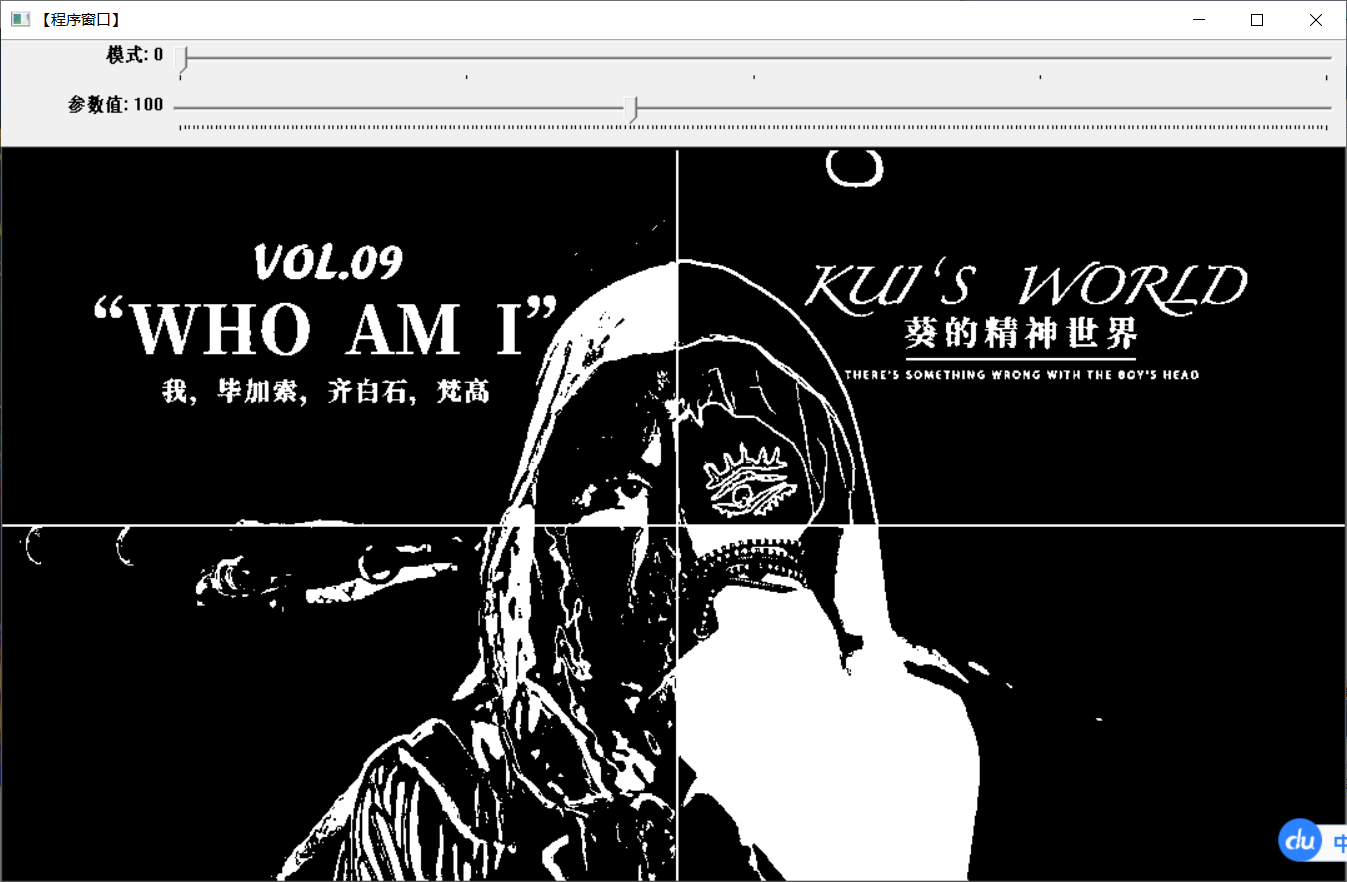 【程序窗口】
模式: 0
参数值: 100
VOL.09
“WHO AM I”
我，毕加索，齐白石，梵高
KUI‘S WORLD
葵的精神世界
THERE'S SOMETHING WRONG WITH THE BOY'S HEAD
du 中